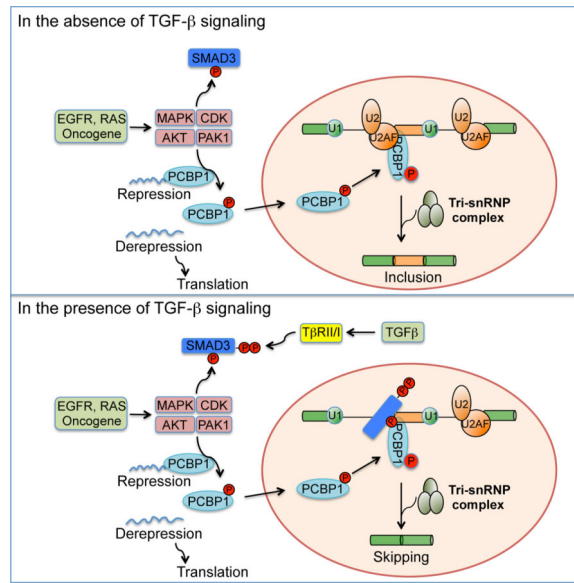 In the absence of TGF-β signaling
SMAD3
P
EGFR, RAS
Oncogene
MAPK CDK
AKT PAK1
PCBP1
Repression
P
PCBP1
Derepression
Translation
P
PCBP1
U1
U2
U2AF
PCBP1
P
U1
U2
U2AF
Tri-snRNP
complex
Inclusion
In the presence of TGF-β signaling
SMAD3
P P
P
TβRII/I
TGFβ
EGFR, RAS
Oncogene
MAPK CDK
AKT PAK1
PCBP1
Repression
P
PCBP1
Derepression
Translation
P
PCBP1
U1
P P
P
PCBP1
P
U1
U2
U2AF
Tri-snRNP
complex
Skipping